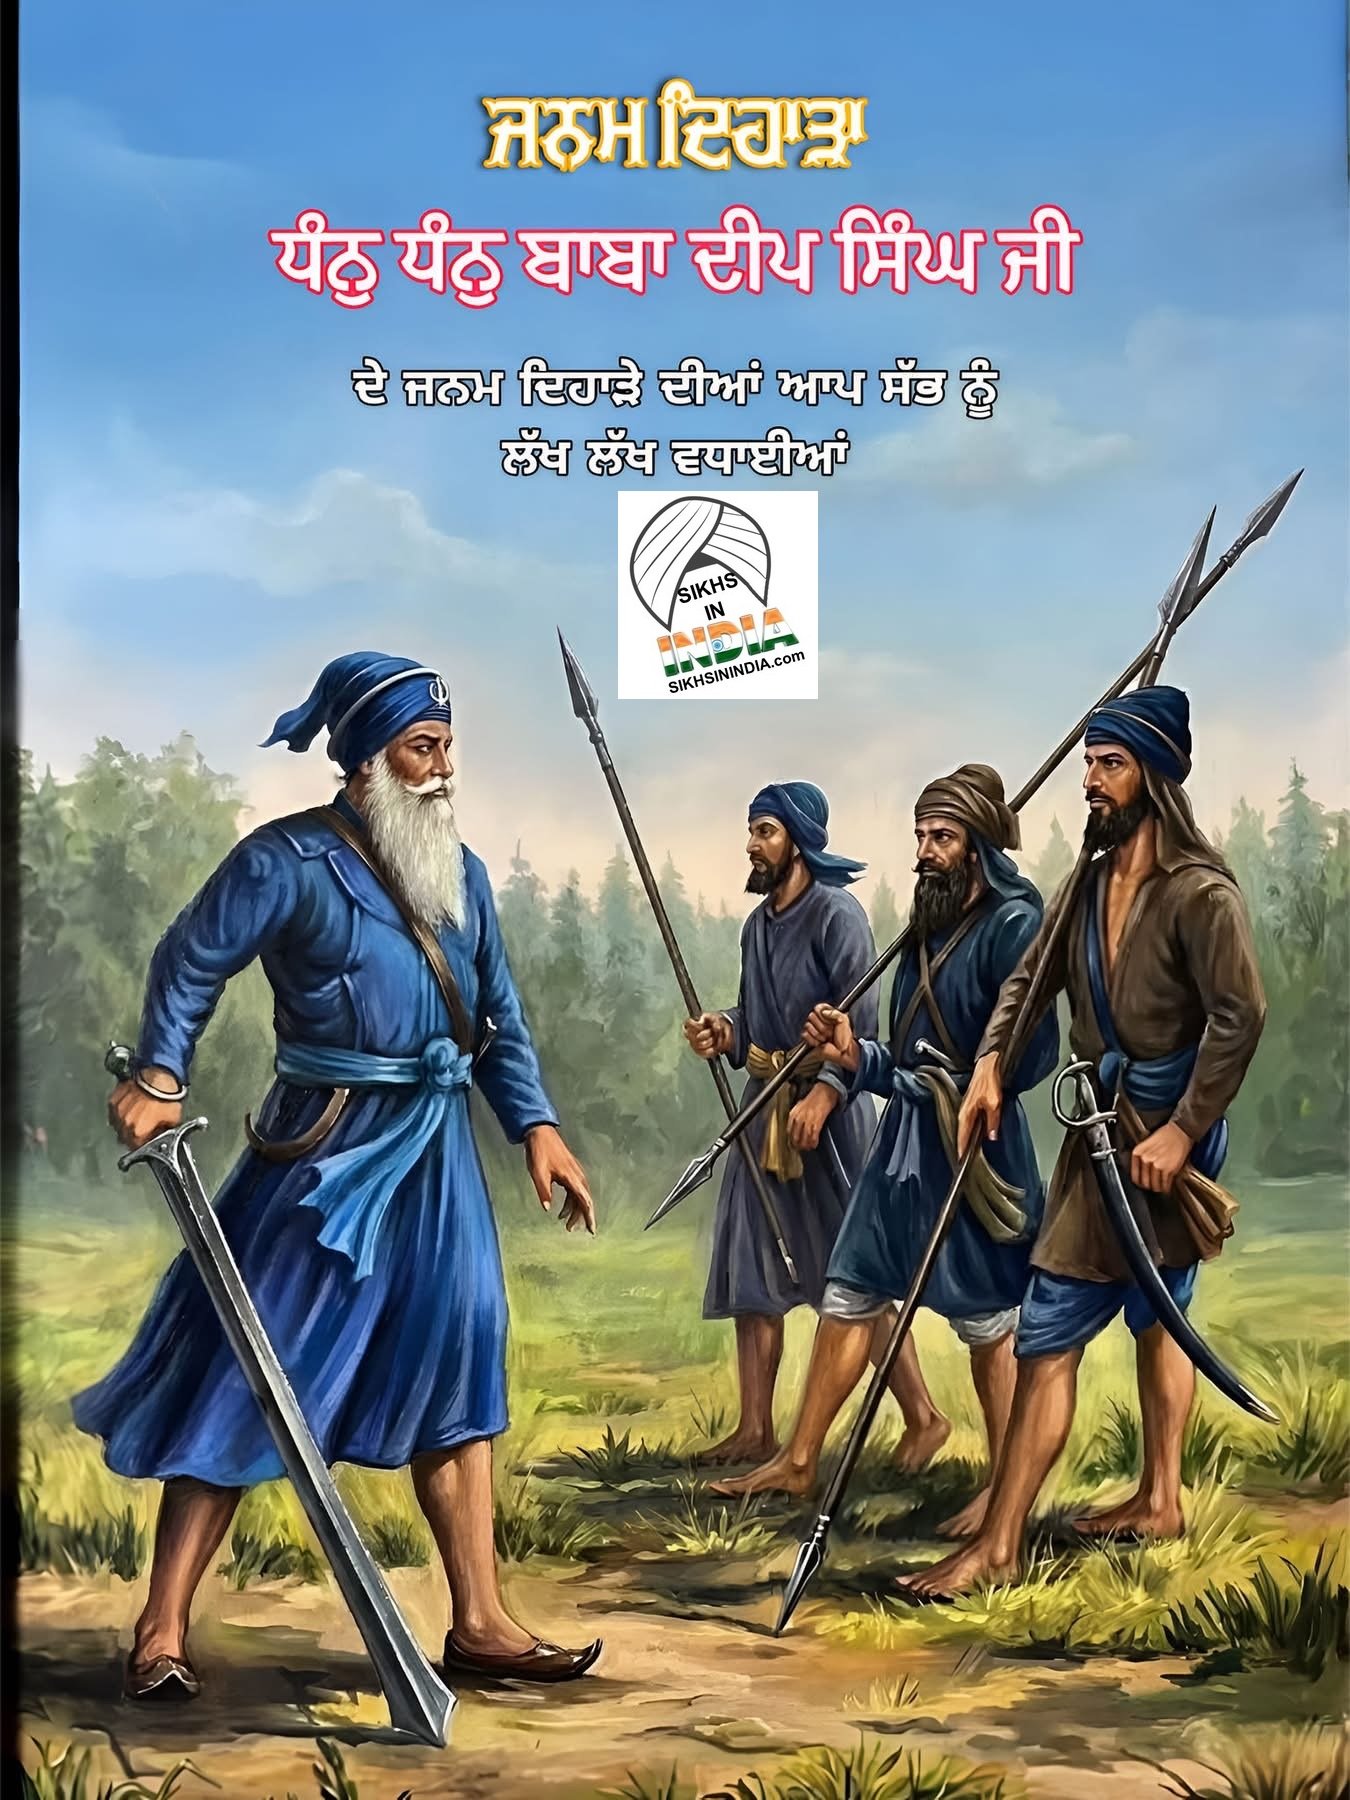 ਜਨਮ ਦਿਹਾੜਾ
ਧੰਨੁ ਧੰਨੁ ਬਾਬਾ ਦੀਪ ਸਿੰਘ ਜੀ
ਦੇ ਜਨਮ ਦਿਹਾੜੇ ਦੀਆਂ ਆਪ ਸੱਭ ਨੂੰ
ਲੱਖ ਲੱਖ ਵਧਾਈਆਂ
SIKHS
IN
INDIA
SIKHSININDIA.com